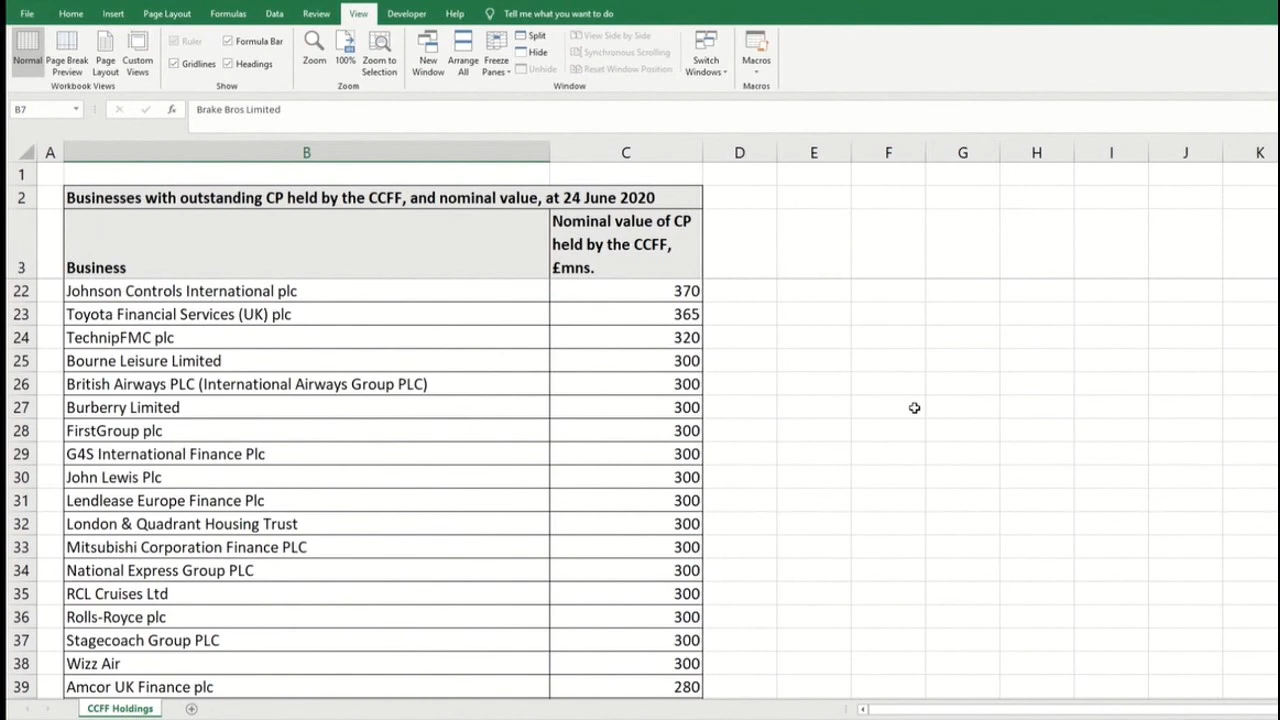 File Home Insert Page Layout Formulas Data Review View Developer Help Tell me what you want to do
Normal Page Break Preview Page Layout Custom Views
Workbook Views
Ruler Formula Bar
Gridlines Headings
Show
Zoom 100% Zoom to Selection
Zoom
New Window Arrange All Freeze Panes
Split
Hide
Unhide
View Side by Side
Synchronous Scrolling
Reset Window Position
Window
Switch Windows
Macros
Macros
B7 fx Brake Bros Limited
A B C D E F G H I J K
1
2 Businesses with outstanding CP held by the CCFF, and nominal value, at 24 June 2020
Nominal value of CP
held by the CCFF,
3 Business £mns.
22 Johnson Controls International plc 370
23 Toyota Financial Services (UK) plc 365
24 TechnipFMC plc 320
25 Bourne Leisure Limited 300
26 British Airways PLC (International Airways Group PLC) 300
27 Burberry Limited 300
28 FirstGroup plc 300
29 G4S International Finance Plc 300
30 John Lewis Plc 300
31 Lendlease Europe Finance Plc 300
32 London & Quadrant Housing Trust 300
33 Mitsubishi Corporation Finance PLC 300
34 National Express Group PLC 300
35 RCL Cruises Ltd 300
36 Rolls-Royce plc 300
37 Stagecoach Group PLC 300
38 Wizz Air 300
39 Amcor UK Finance plc 280
CCFF Holdings